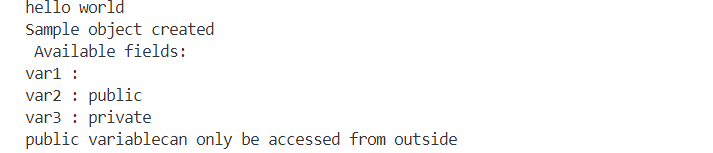 hello world
Sample object created
 Available fields:
var1 :
var2 : public
var3 : private
public variablecan only be accessed from outside